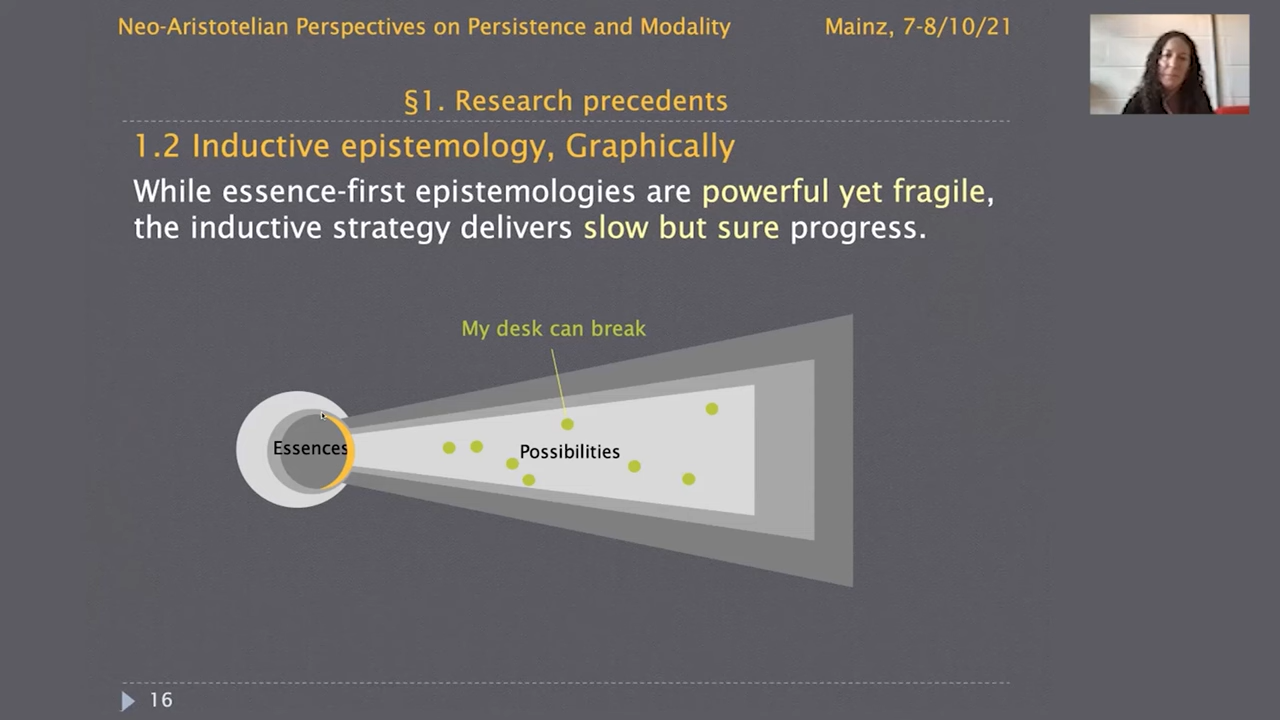 Neo-Aristotelian Perspectives on Persistence and Modality Mainz, 7-8/10/21
§1. Research precedents
1.2 Inductive epistemology, Graphically
While essence-first epistemologies are powerful yet fragile,
the inductive strategy delivers slow but sure progress.
My desk can break
Essences
Possibilities
16